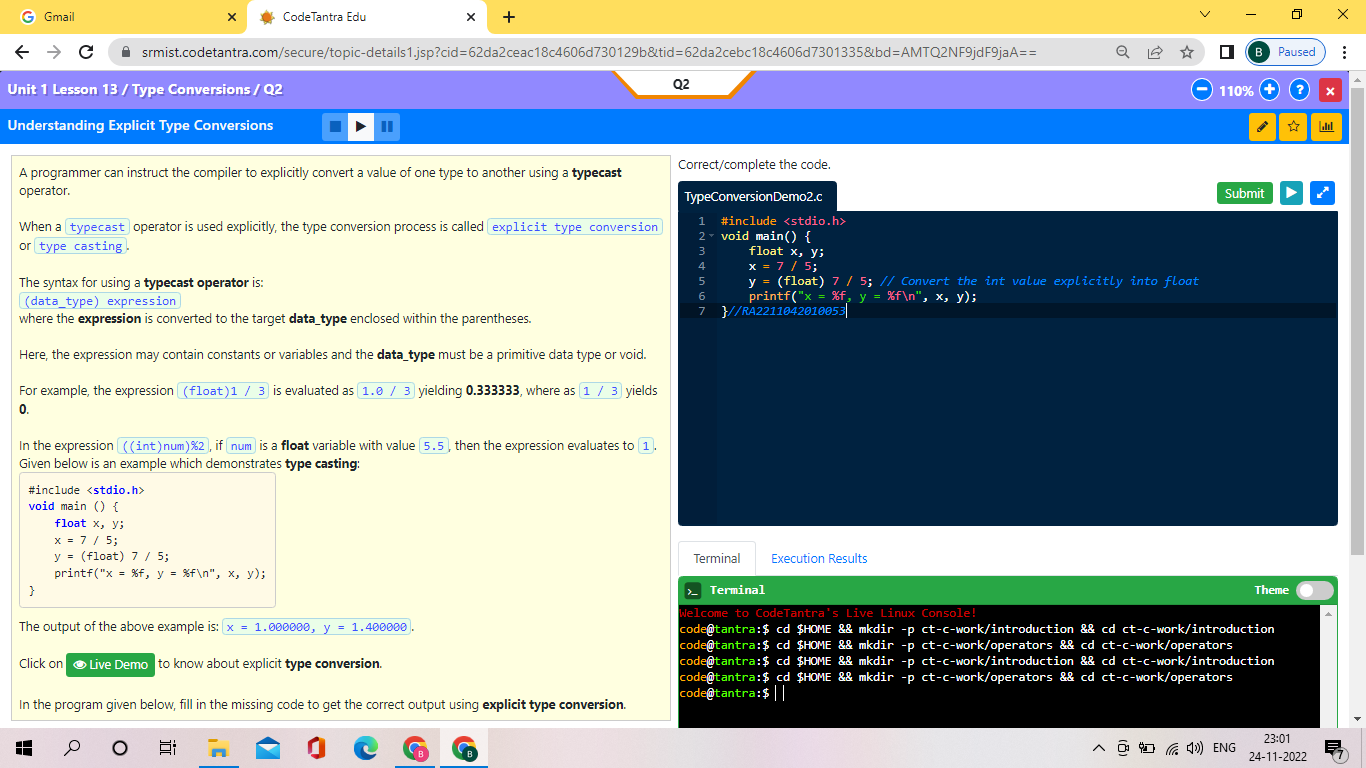 Gmail
CodeTantra Edu
srmist.codetantra.com/secure/topic-details1.jsp?cid=62da2ceac18c4606d730129b&tid=62da2cebc18c4606d7301335&bd=AMTQ2NF9jdF9jaA==
B Paused
Unit 1 Lesson 13 / Type Conversions / Q2
Q2
110%
?
x
Understanding Explicit Type Conversions
A programmer can instruct the compiler to explicitly convert a value of one type to another using a typecast
operator.
When a typecast operator is used explicitly, the type conversion process is called explicit type conversion
or type casting.
The syntax for using a typecast operator is:
(data_type) expression
where the expression is converted to the target data_type enclosed within the parentheses.
Here, the expression may contain constants or variables and the data_type must be a primitive data type or void.
For example, the expression (float)1 / 3 is evaluated as 1.0 / 3 yielding 0.333333, where as 1 / 3 yields
0.
In the expression ((int)num)%2, if num is a float variable with value 5.5, then the expression evaluates to 1.
Given below is an example which demonstrates type casting:
#include <stdio.h>
void main () {
float x, y;
x = 7 / 5;
y = (float) 7 / 5;
printf("x = %f, y = %f\n", x, y);
}
The output of the above example is: x = 1.000000, y = 1.400000.
Click on Live Demo to know about explicit type conversion.
In the program given below, fill in the missing code to get the correct output using explicit type conversion.
Correct/complete the code.
TypeConversionDemo2.c
Submit
1 #include <stdio.h>
2 void main() {
3 float x, y;
4 x = 7 / 5;
5 y = (float) 7 / 5; // Convert the int value explicitly into float
6 printf("x = %f, y = %f\n", x, y);
7 }//RA2211042010053
Terminal
Execution Results
Terminal
Theme
Welcome to CodeTantra's Live Linux Console!
code@tantra:$ cd $HOME && mkdir -p ct-c-work/introduction && cd ct-c-work/introduction
code@tantra:$ cd $HOME && mkdir -p ct-c-work/operators && cd ct-c-work/operators
code@tantra:$ cd $HOME && mkdir -p ct-c-work/introduction && cd ct-c-work/introduction
code@tantra:$ cd $HOME && mkdir -p ct-c-work/operators && cd ct-c-work/operators
code@tantra:$
B
B
ENG
23:01
24-11-2022
7